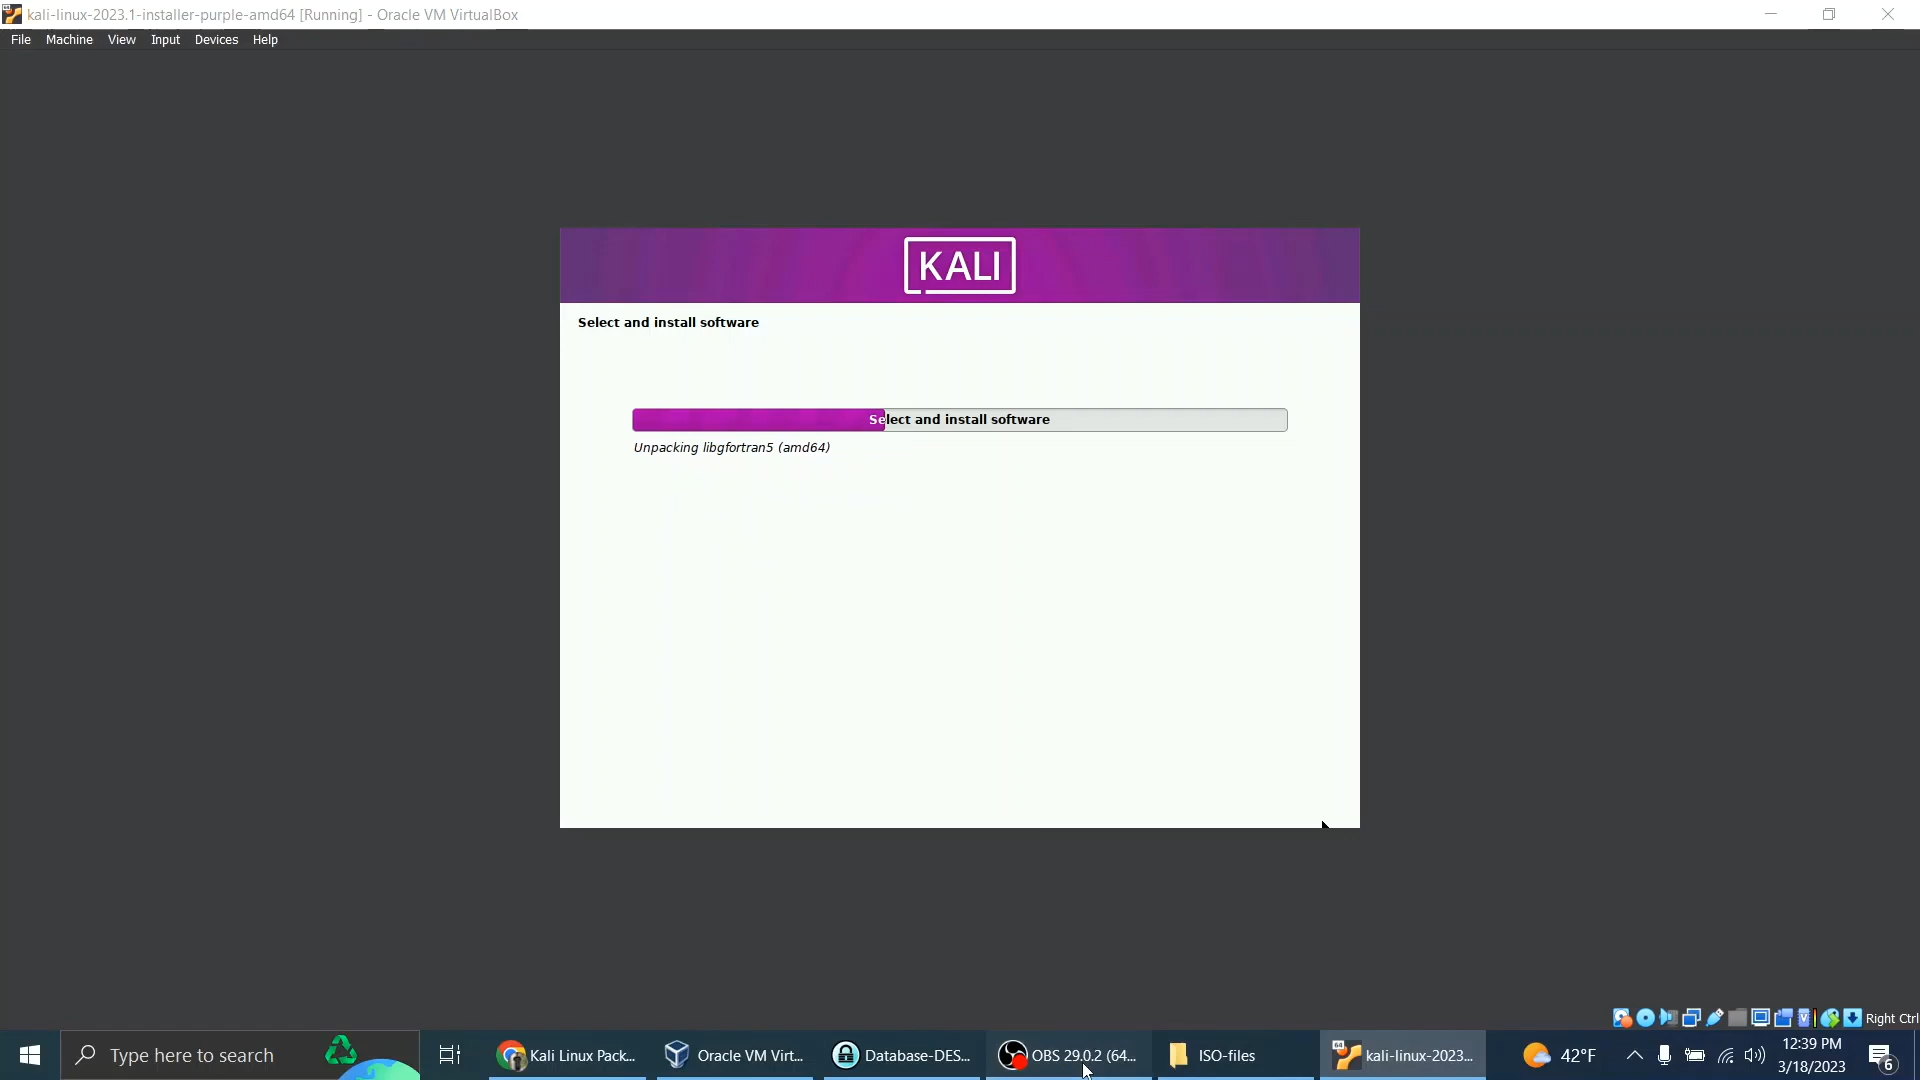 kali-linux-2023.1-installer-purple-amd64 [Running] - Oracle VM VirtualBox
File Machine View Input Devices Help
KALI
Select and install software
Select and install software
Unpacking libgfortran5 (amd64)
Right Ctrl
Type here to search
Kali Linux Pack...
Oracle VM Virt...
Database-DES...
OBS 29.0.2 (64...
ISO-files
64
kali-linux-2023...
42°F
12:39 PM
3/18/2023
6